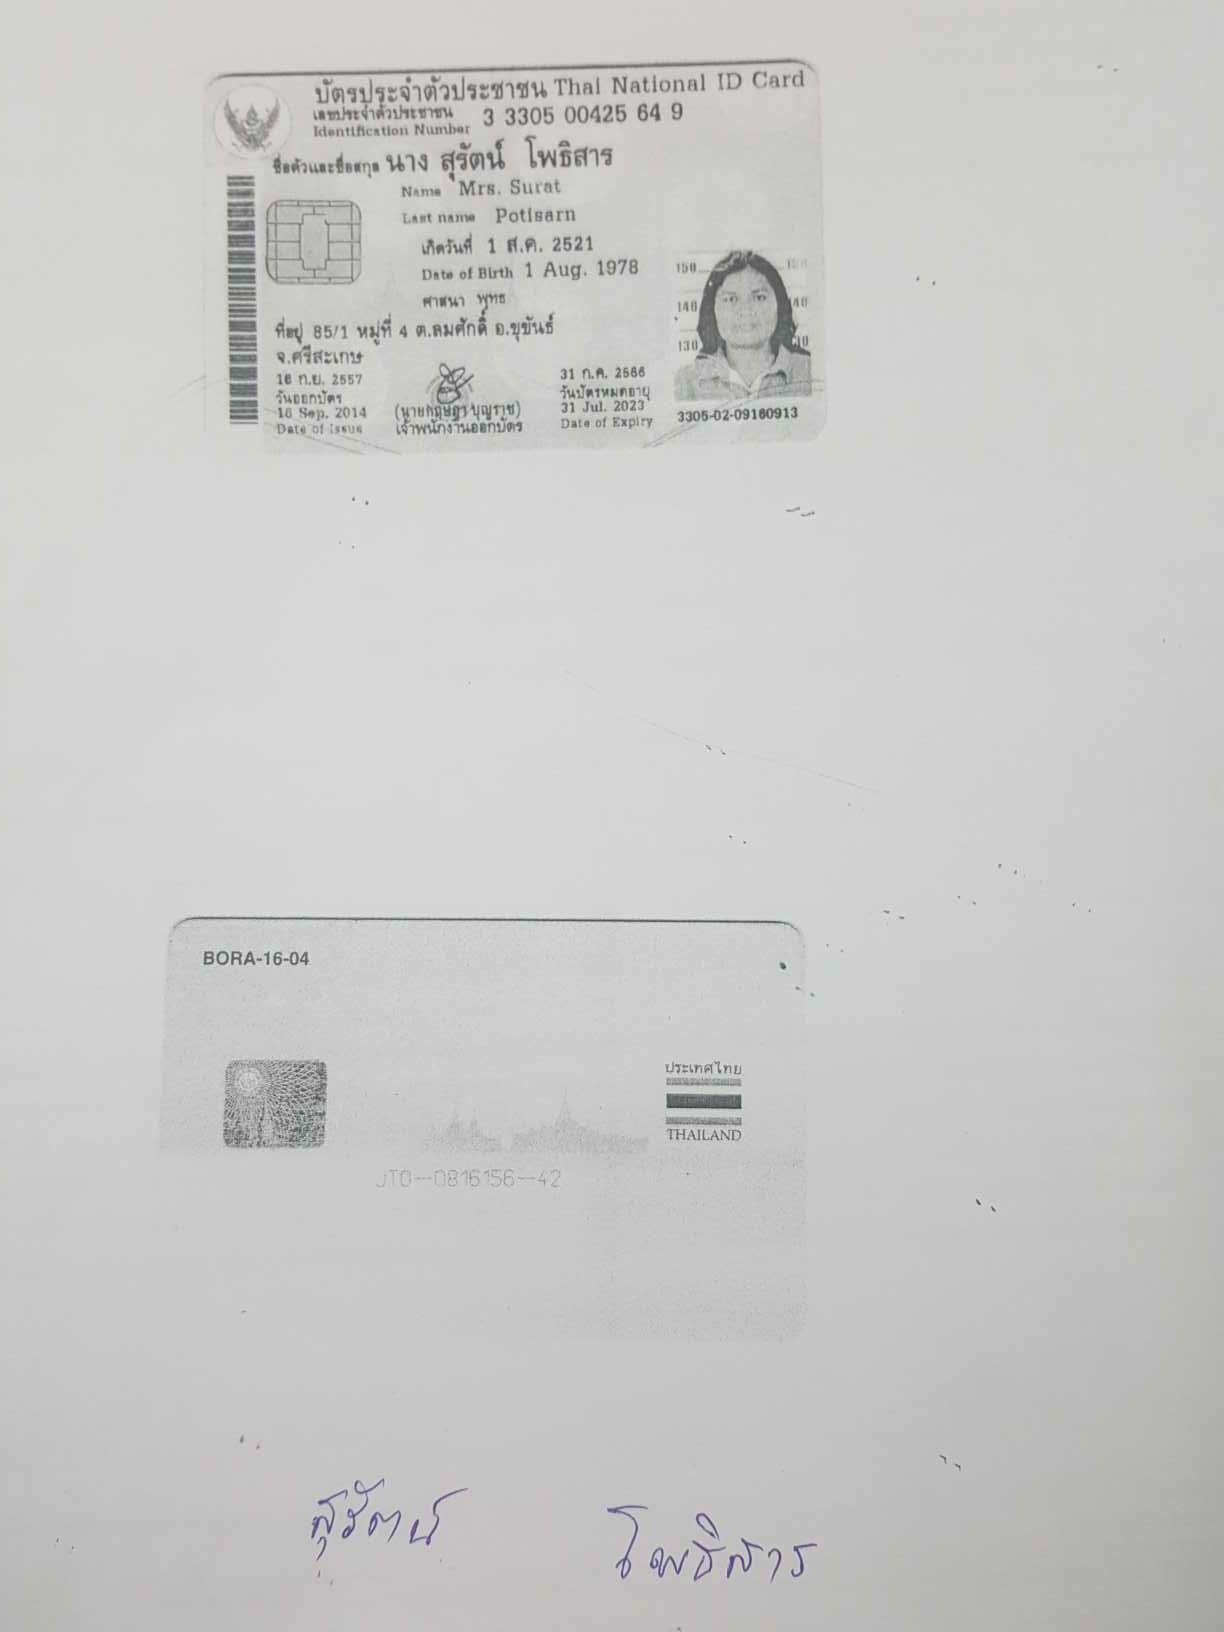 บัตรประจำตัวประชาชน Thai National ID Card
เลขประจำตัวประชาชน
Identification Number 3 3305 00425 64 9
ชื่อตัวและชื่อสกุล นาง สุรัตน์ โพธิสาร
Name Mrs. Surat
Last name Potisarn
เกิดวันที่ 1 ส.ค. 2521
Date of Birth 1 Aug. 1978
ศาสนา พุทธ
150 150
140 140
130
ที่อยู่ 85/1 หมู่ที่ 4 ต.ลมศักดิ์ อ.ขุขันธ์
จ.ศรีสะเกษ
16 ก.ย. 2557
วันออกบัตร
16 Sep. 2014
Date of Issue
(นายกฤษฎา บุญราช)
เจ้าพนักงานออกบัตร
31 ก.ค. 2566
วันบัตรหมดอายุ
31 Jul. 2023
Date of Expiry
3305-02-09160913
BORA-16-04
ประเทศไทย
THAILAND
JT0-0816156-42
สุรัตน์ โพธิสาร